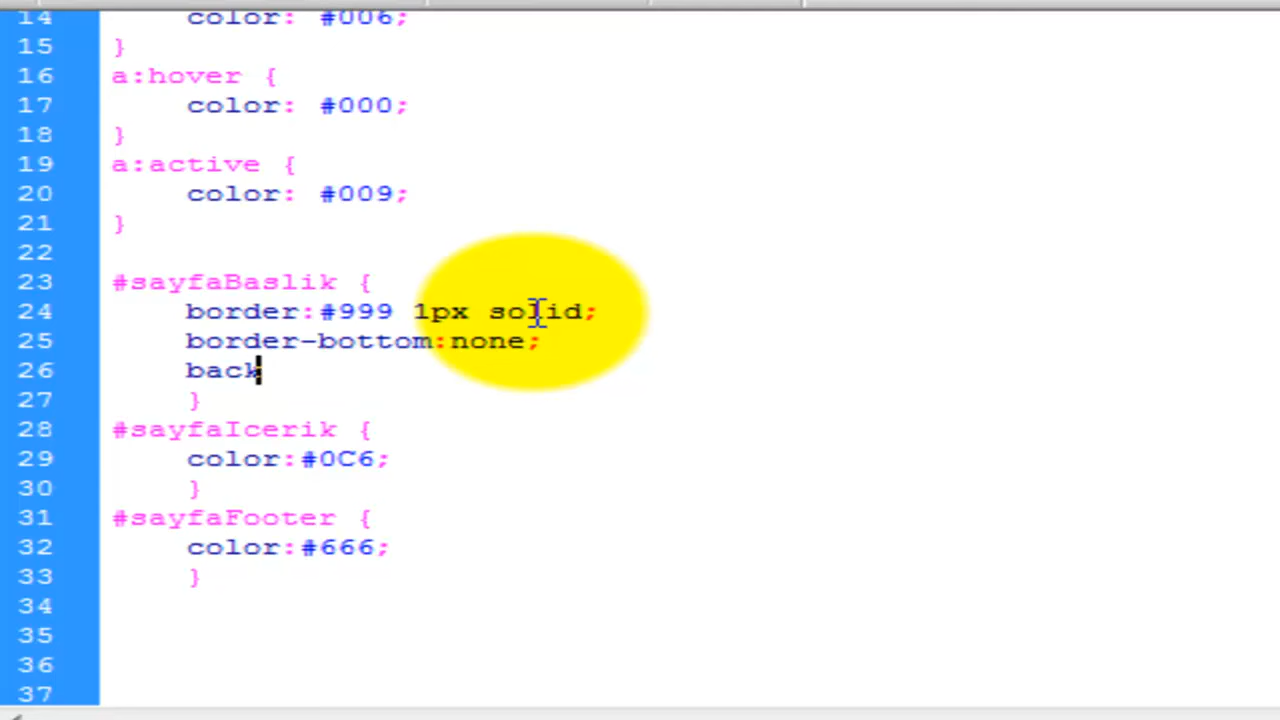 14 color: #006;
15 }
16 a:hover {
17 color: #000;
18 }
19 a:active {
20 color: #009;
21 }
22
23 #sayfaBaslik {
24 border:#999 1px solid;
25 border-bottom:none;
26 back
27 }
28 #sayfaIcerik {
29 color:#0C6;
30 }
31 #sayfaFooter {
32 color:#666;
33 }
34
35
36
37